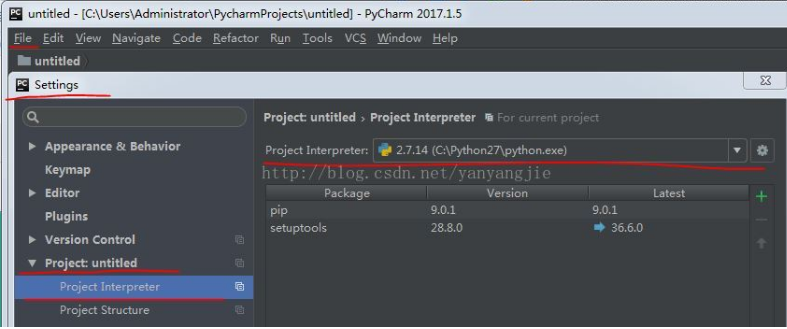 PC untitled - [C:\Users\Administrator\PycharmProjects\untitled] - PyCharm 2017.1.5
File Edit View Navigate Code Refactor Run Tools VCS Window Help
untitled
PC Settings
Project: untitled › Project Interpreter For current project
Appearance & Behavior
Project Interpreter: 2.7.14 (C:\Python27\python.exe)
Keymap
http://blog.csdn.net/yanyangjie
Editor
Package Version Latest
Plugins
pip 9.0.1 9.0.1
Version Control
setuptools 28.8.0 36.6.0
Project: untitled
Project Interpreter
Project Structure